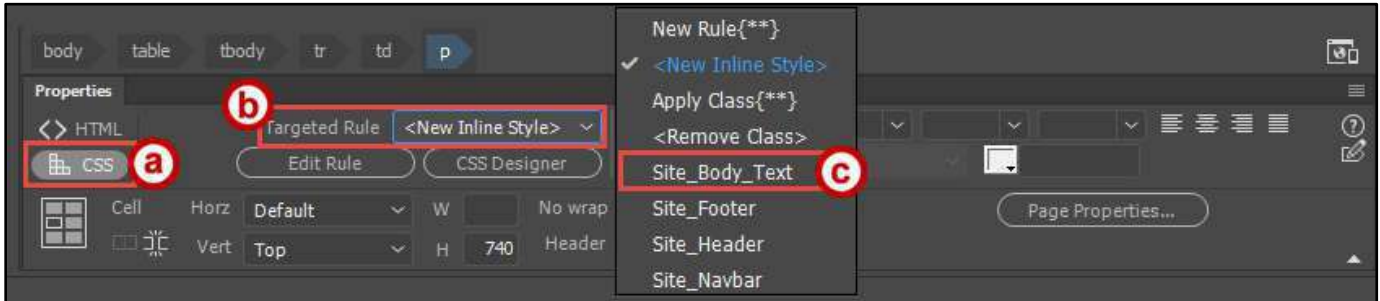 body table tbody tr td p
Properties
<> HTML
CSS
a
b
Targeted Rule <New Inline Style>
Edit Rule CSS Designer
Cell Horz Default W No wrap
Vert Top H 740 Header
New Rule{**}
<New Inline Style>
Apply Class{**}
<Remove Class>
Site_Body_Text
c
Site_Footer
Site_Header
Site_Navbar
Page Properties...